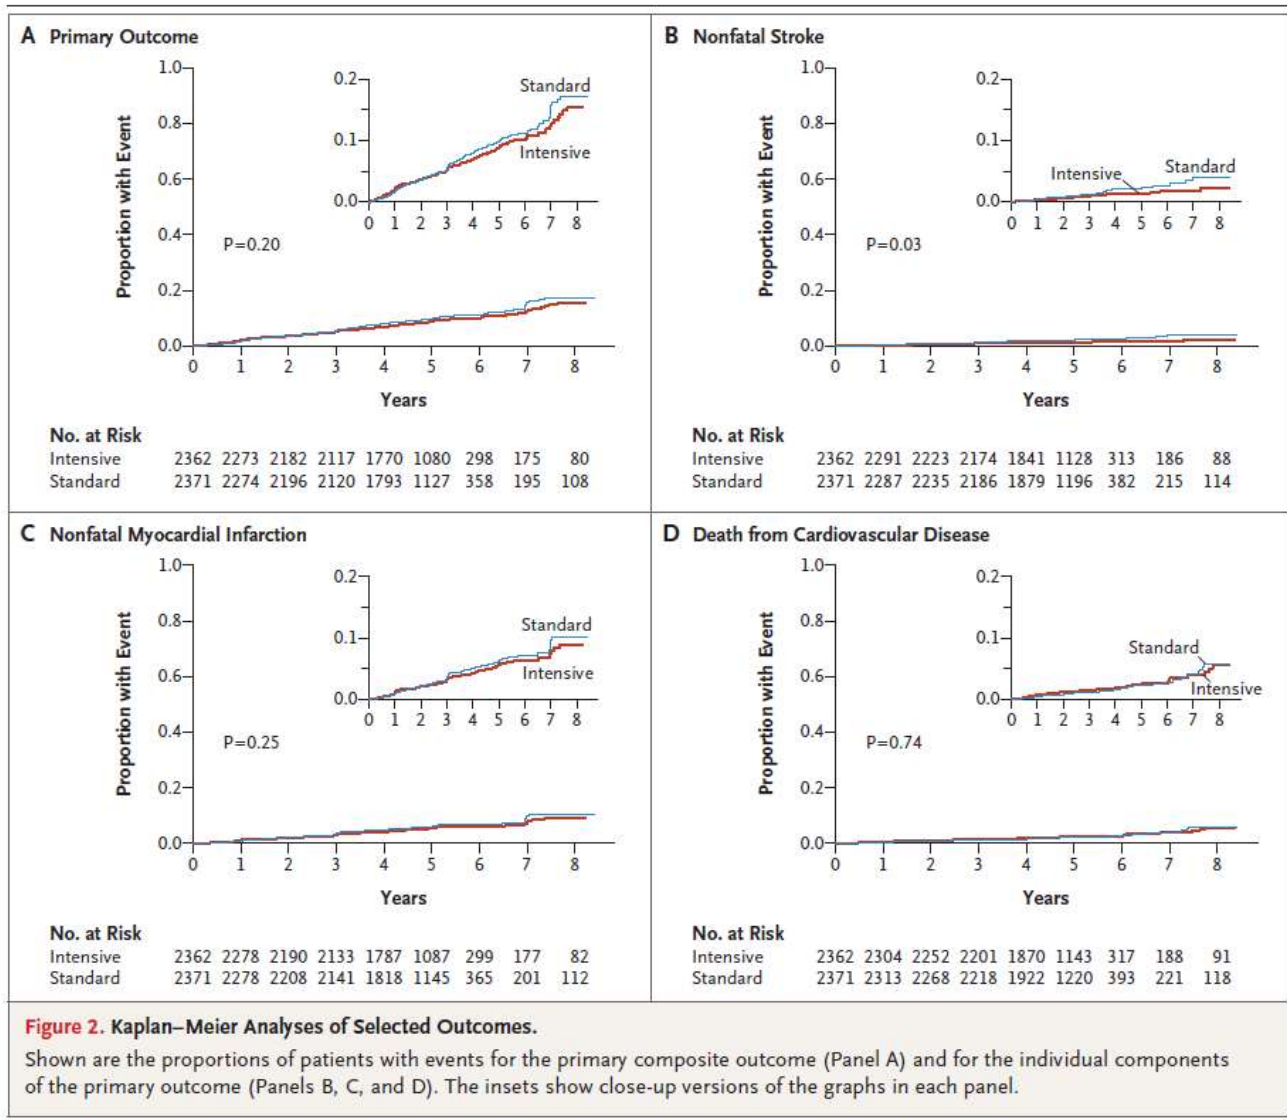 A Primary Outcome
1.0
0.8
0.6
0.4
0.2
0.0
Proportion with Event
0.2
0.1
0.0
Standard
Intensive
0 1 2 3 4 5 6 7 8
P=0.20
0 1 2 3 4 5 6 7 8
Years
No. at Risk
Intensive 2362 2273 2182 2117 1770 1080 298 175 80
Standard 2371 2274 2196 2120 1793 1127 358 195 108
B Nonfatal Stroke
1.0
0.8
0.6
0.4
0.2
0.0
Proportion with Event
0.2
0.1
0.0
Intensive
Standard
0 1 2 3 4 5 6 7 8
P=0.03
0 1 2 3 4 5 6 7 8
Years
No. at Risk
Intensive 2362 2291 2223 2174 1841 1128 313 186 88
Standard 2371 2287 2235 2186 1879 1196 382 215 114
C Nonfatal Myocardial Infarction
1.0
0.8
0.6
0.4
0.2
0.0
Proportion with Event
0.2
0.1
0.0
Standard
Intensive
0 1 2 3 4 5 6 7 8
P=0.25
0 1 2 3 4 5 6 7 8
Years
No. at Risk
Intensive 2362 2278 2190 2133 1787 1087 299 177 82
Standard 2371 2278 2208 2141 1818 1145 365 201 112
D Death from Cardiovascular Disease
1.0
0.8
0.6
0.4
0.2
0.0
Proportion with Event
0.2
0.1
0.0
Standard
Intensive
0 1 2 3 4 5 6 7 8
P=0.74
0 1 2 3 4 5 6 7 8
Years
No. at Risk
Intensive 2362 2304 2252 2201 1870 1143 317 188 91
Standard 2371 2313 2268 2218 1922 1220 393 221 118
Figure 2. Kaplan–Meier Analyses of Selected Outcomes.
Shown are the proportions of patients with events for the primary composite outcome (Panel A) and for the individual components
of the primary outcome (Panels B, C, and D). The insets show close-up versions of the graphs in each panel.